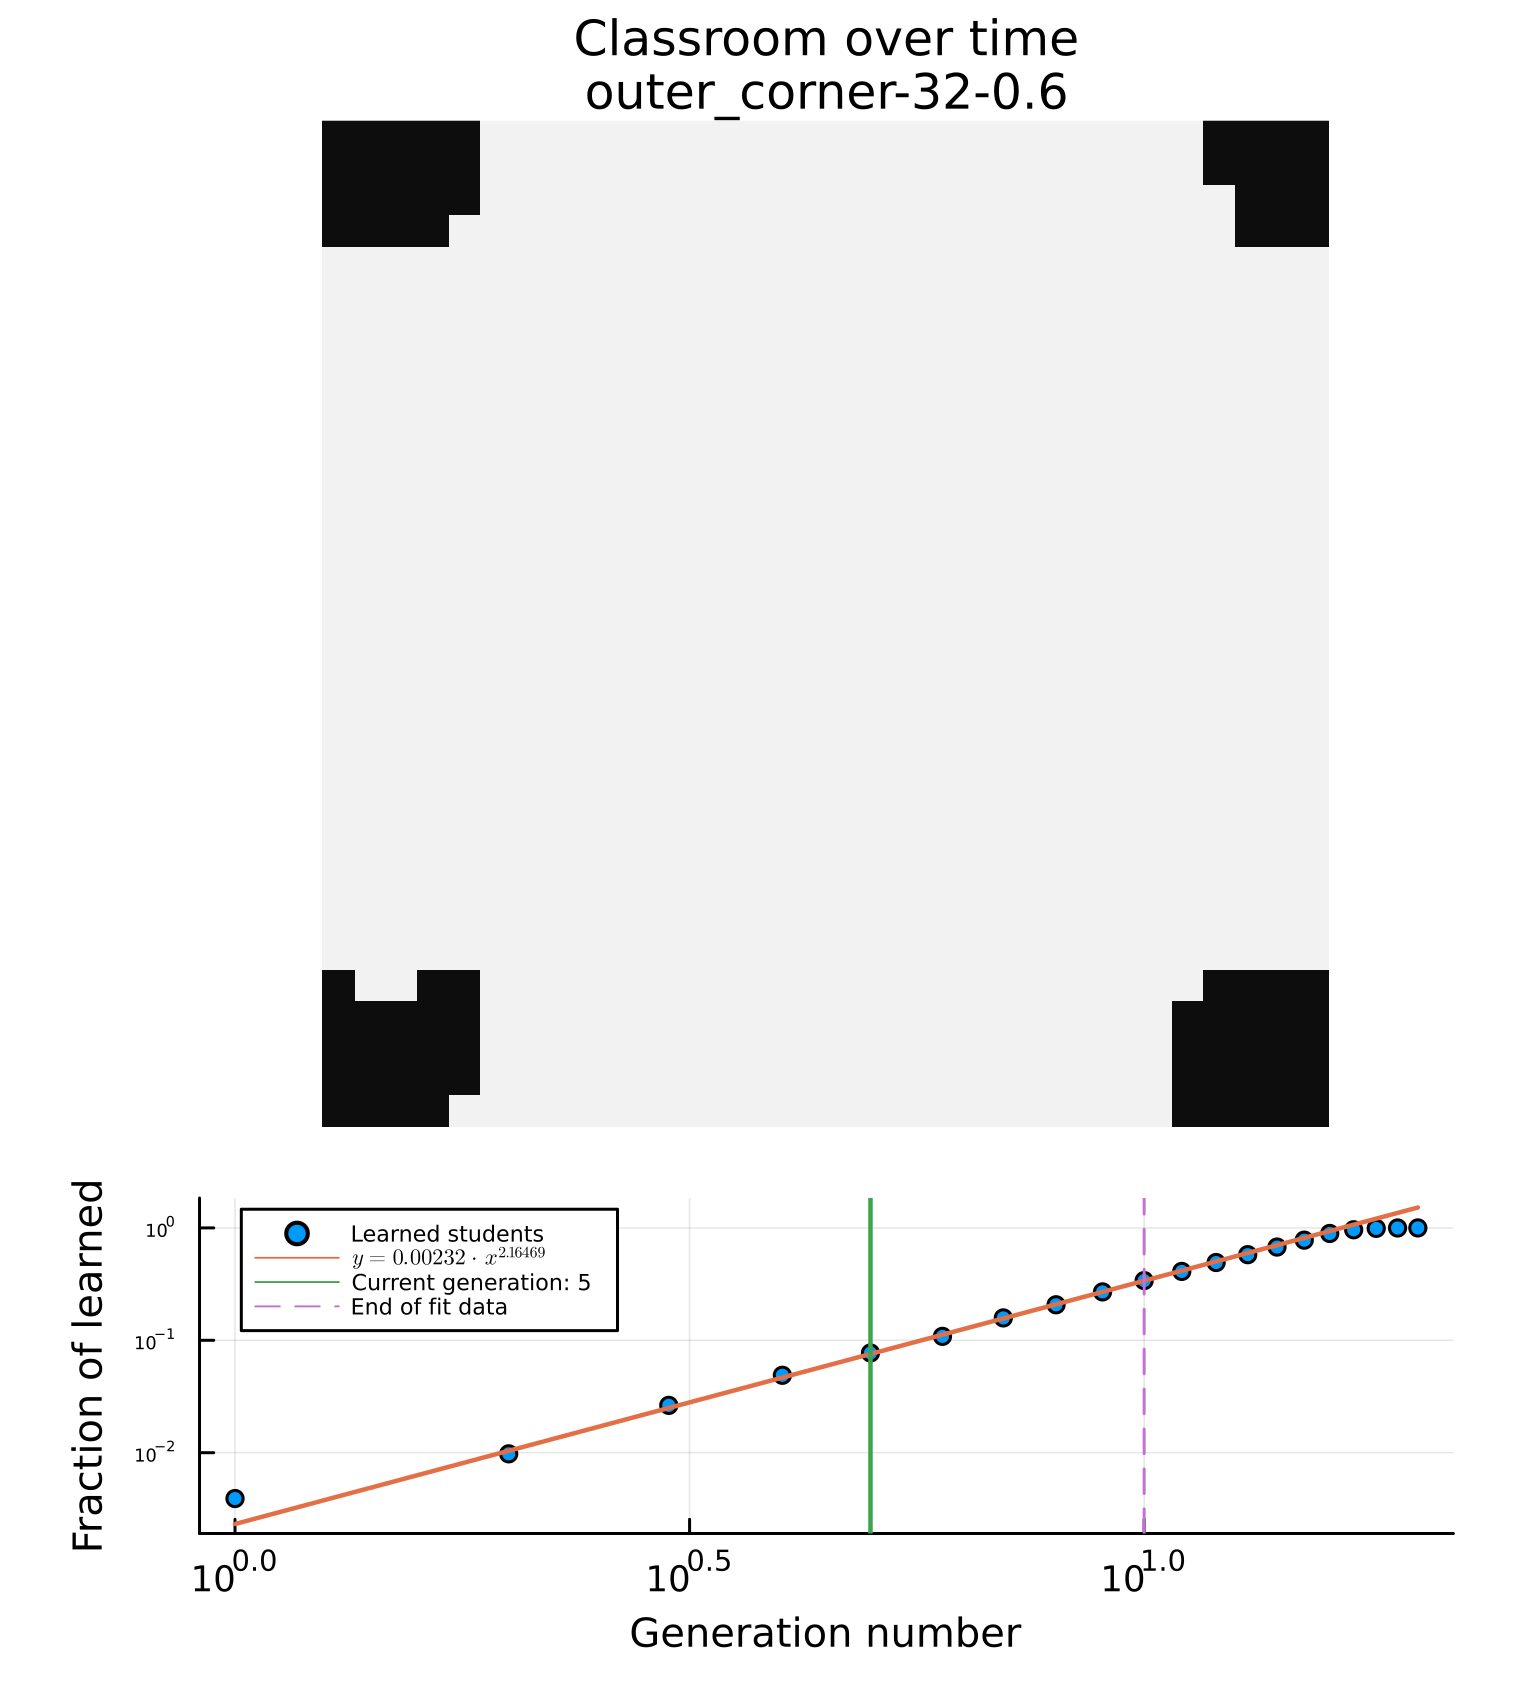 Classroom over time
outer_corner-32-0.6
Fraction of learned
10^0
10^-1
10^-2
Learned students
y = 0.00232 · x^2.16469
Current generation: 5
End of fit data
10^0.0 10^0.5 10^1.0
Generation number